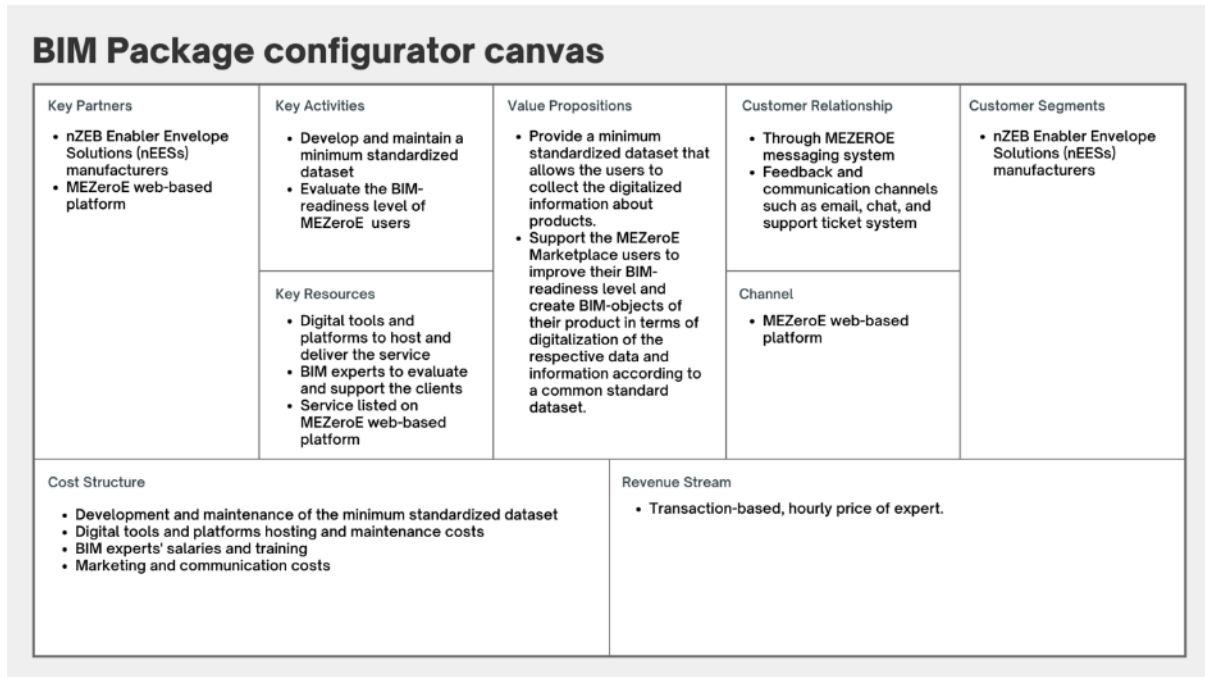 BIM Package configurator canvas
Key Partners
• nZEB Enabler Envelope
Solutions (nEESs)
manufacturers
• MEZeroE web-based
platform
Key Activities
• Develop and maintain a
minimum standardized
dataset
• Evaluate the BIM-
readiness level of
MEZeroE users
Key Resources
• Digital tools and
platforms to host and
deliver the service
• BIM experts to evaluate
and support the clients
• Service listed on
MEZeroE web-based
platform
Value Propositions
• Provide a minimum
standardized dataset that
allows the users to
collect the digitalized
information about
products.
• Support the MEZeroE
Marketplace users to
improve their BIM-
readiness level and
create BIM-objects of
their product in terms of
digitalization of the
respective data and
information according to
a common standard
dataset.
Customer Relationship
• Through MEZEROE
messaging system
• Feedback and
communication channels
such as email, chat, and
support ticket system
Channel
• MEZeroE web-based
platform
Customer Segments
• nZEB Enabler Envelope
Solutions (nEESs)
manufacturers
Cost Structure
• Development and maintenance of the minimum standardized dataset
• Digital tools and platforms hosting and maintenance costs
• BIM experts' salaries and training
• Marketing and communication costs
Revenue Stream
• Transaction-based, hourly price of expert.